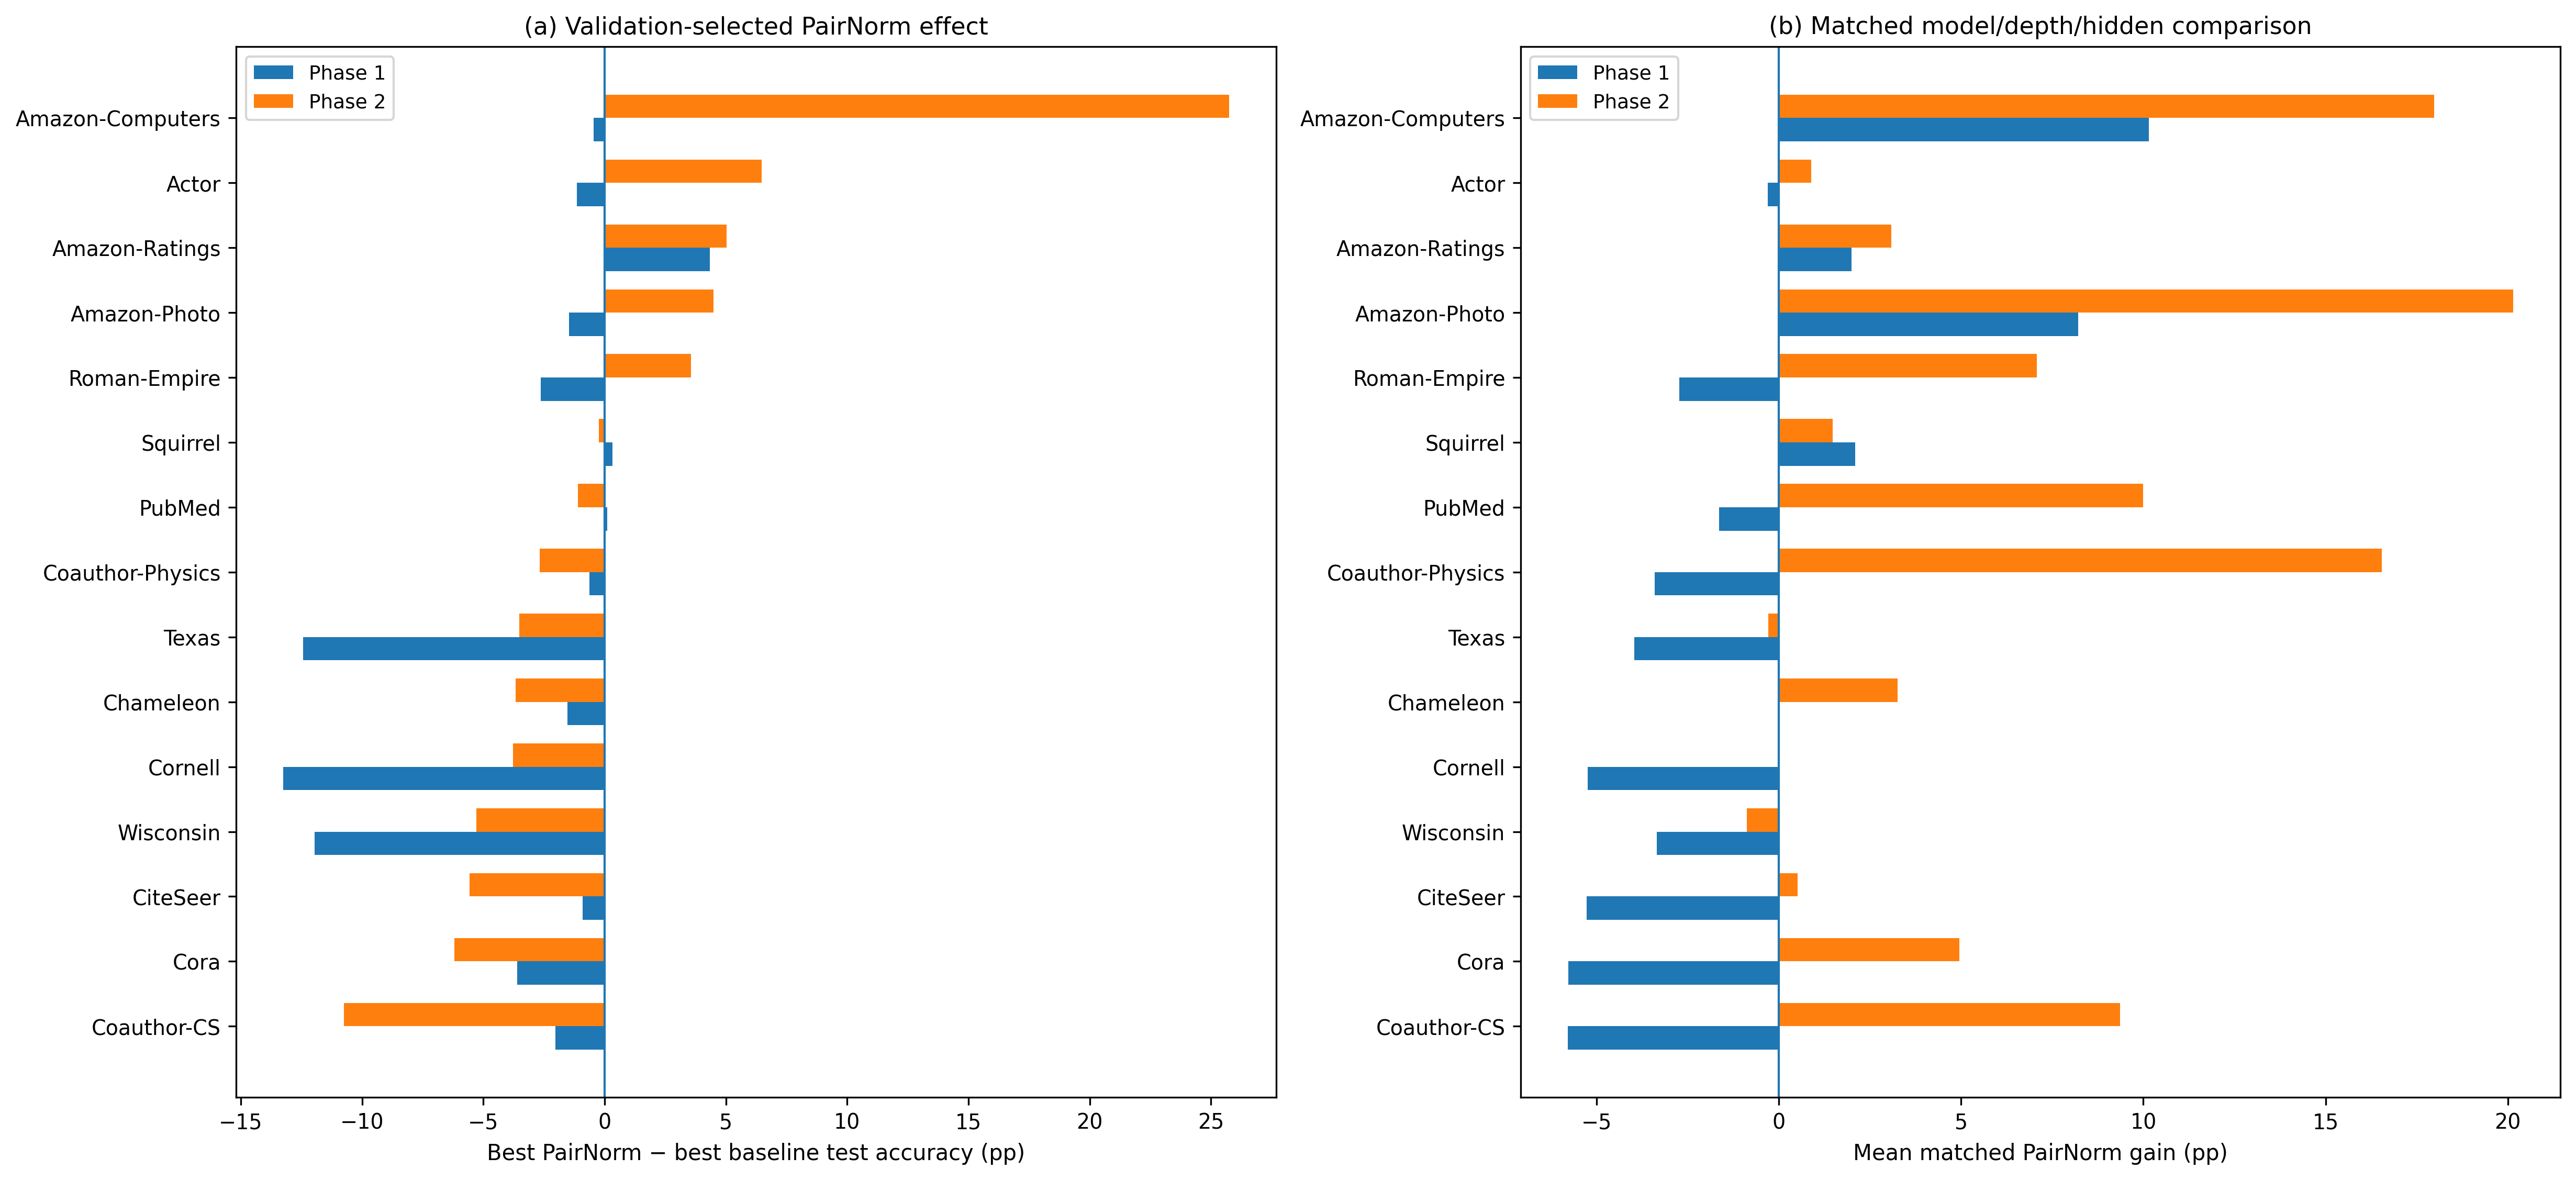 (a) Validation-selected PairNorm effect
Phase 1
Phase 2
Amazon-Computers
Actor
Amazon-Ratings
Amazon-Photo
Roman-Empire
Squirrel
PubMed
Coauthor-Physics
Texas
Chameleon
Cornell
Wisconsin
CiteSeer
Cora
Coauthor-CS
−15 −10 −5 0 5 10 15 20 25
Best PairNorm − best baseline test accuracy (pp)
(b) Matched model/depth/hidden comparison
Phase 1
Phase 2
Amazon-Computers
Actor
Amazon-Ratings
Amazon-Photo
Roman-Empire
Squirrel
PubMed
Coauthor-Physics
Texas
Chameleon
Cornell
Wisconsin
CiteSeer
Cora
Coauthor-CS
−5 0 5 10 15 20
Mean matched PairNorm gain (pp)